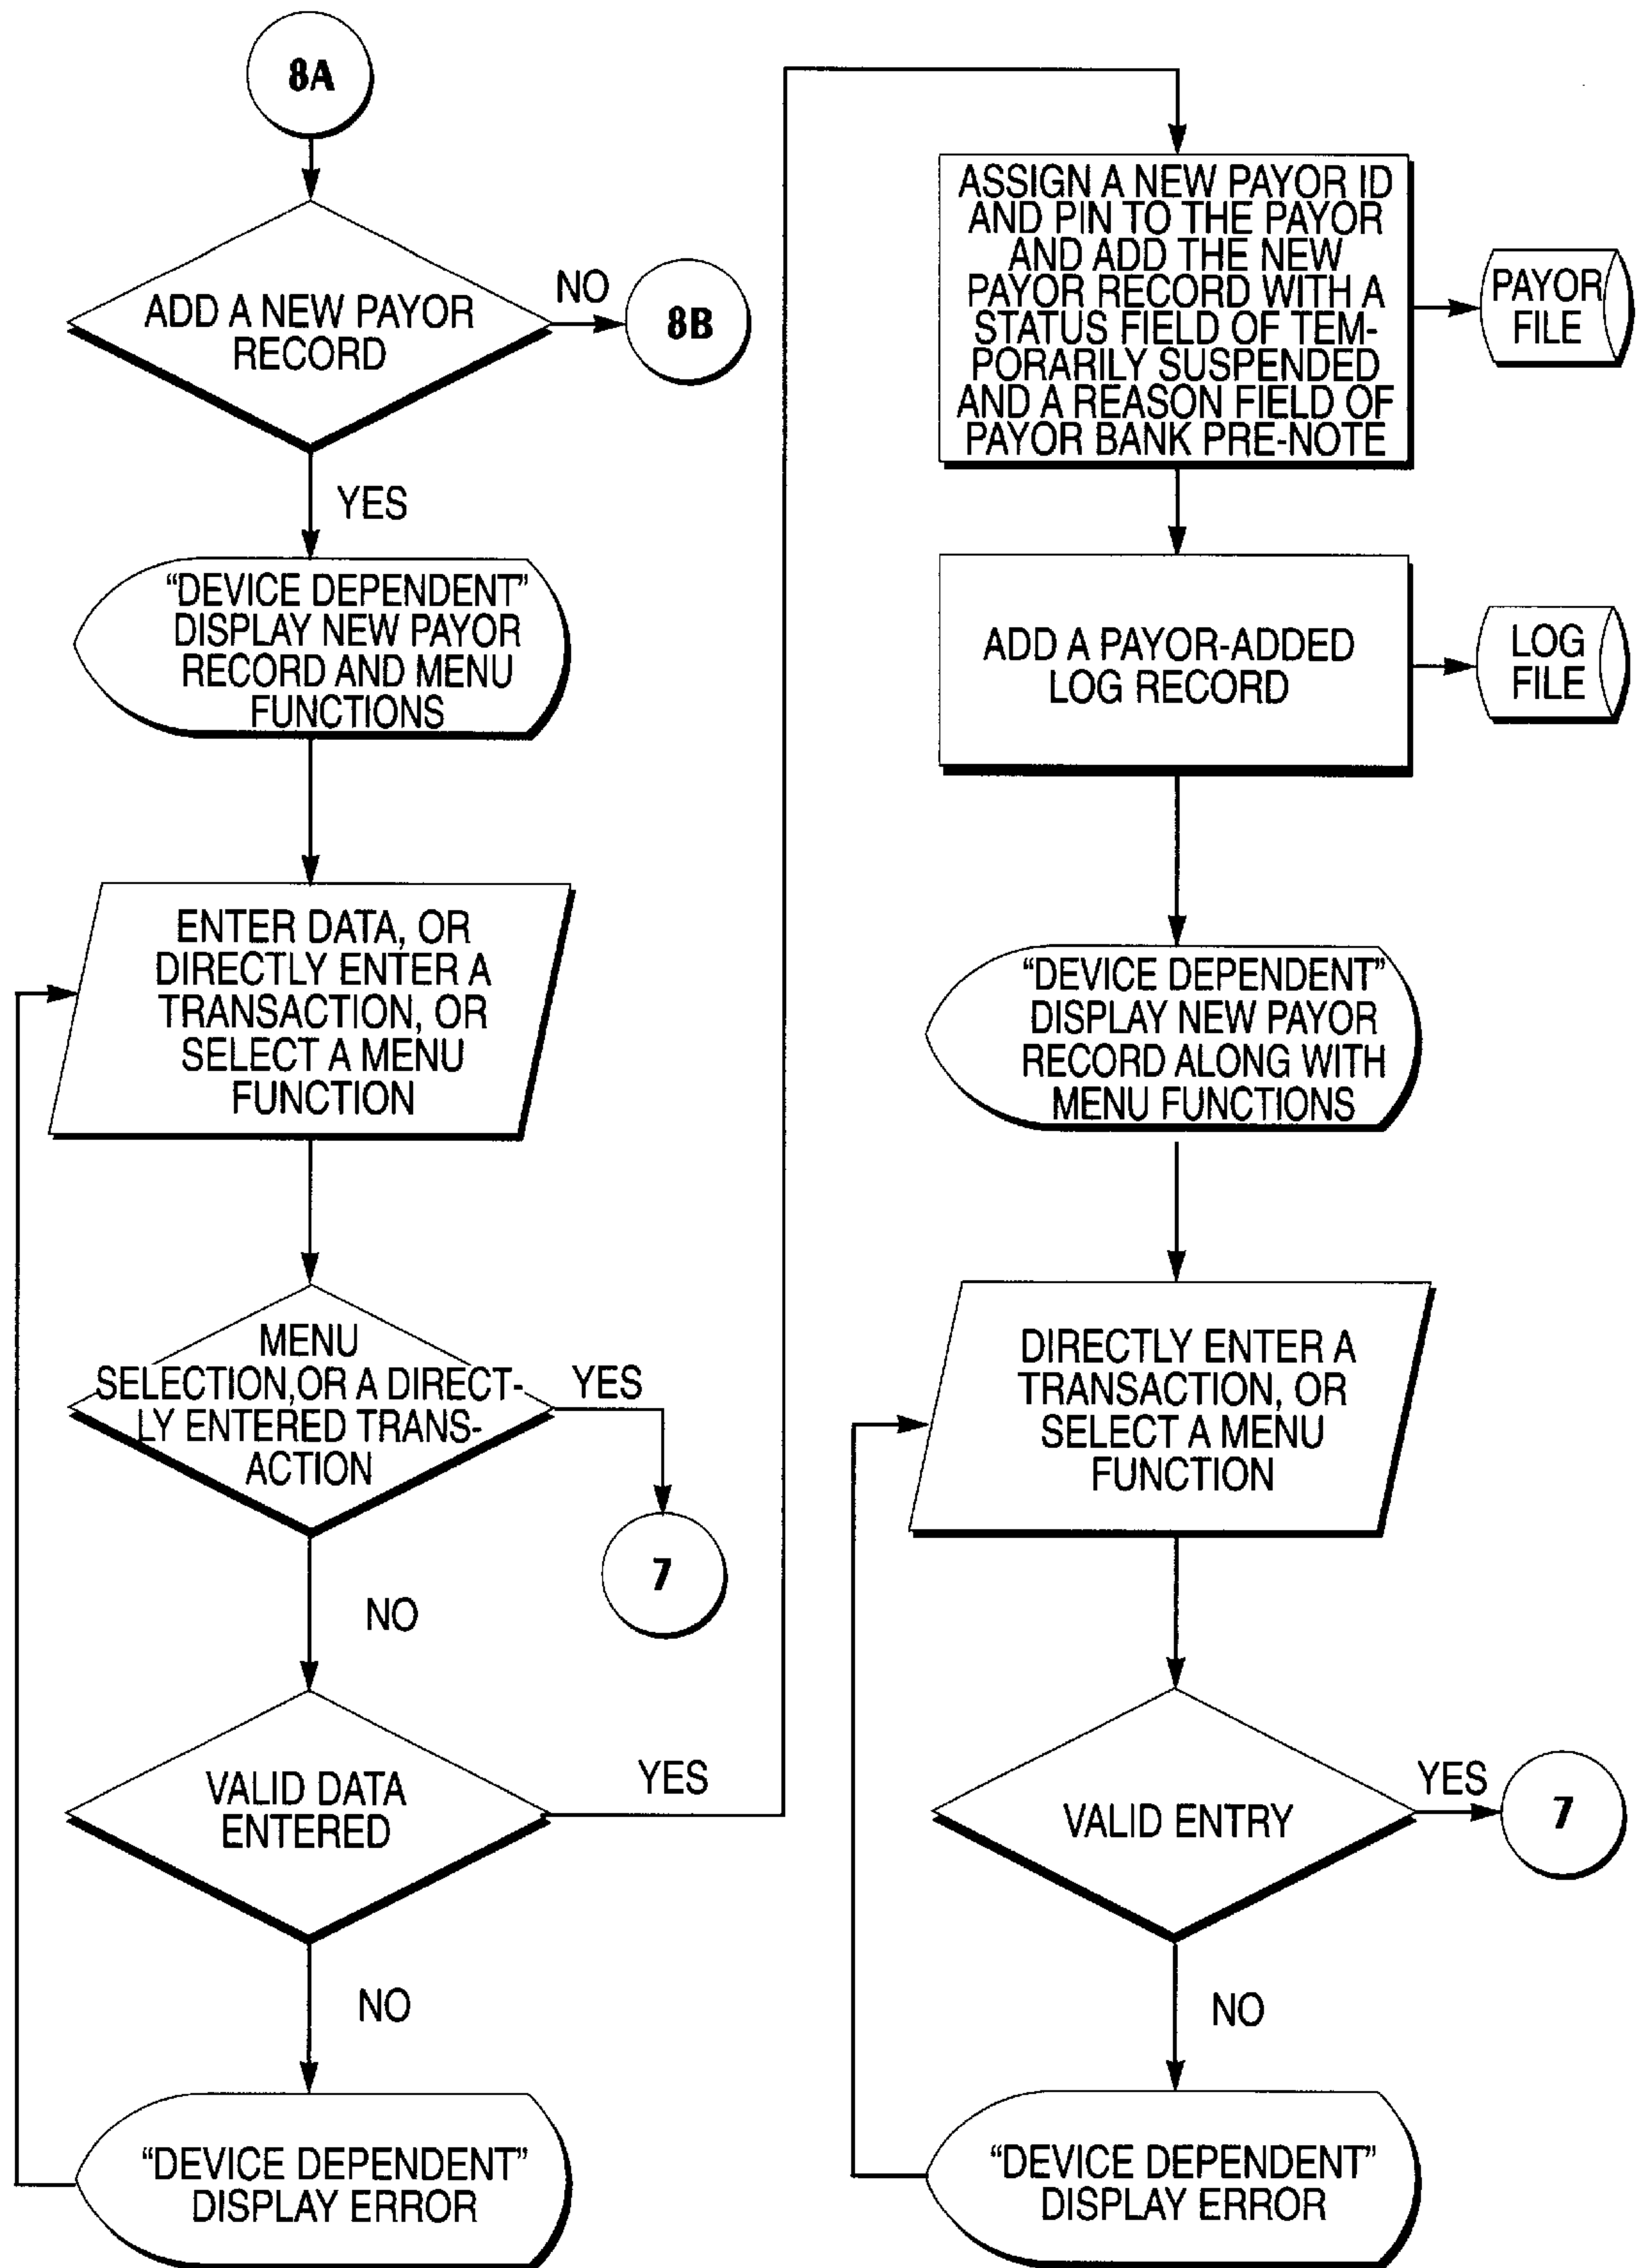 8A
ADD A NEW PAYOR
RECORD
NO
8B
YES
“DEVICE DEPENDENT”
DISPLAY NEW PAYOR
RECORD AND MENU
FUNCTIONS
ENTER DATA, OR
DIRECTLY ENTER A
TRANSACTION, OR
SELECT A MENU
FUNCTION
MENU
SELECTION,OR A DIRECT-
LY ENTERED TRANS-
ACTION
YES
7
NO
VALID DATA
ENTERED
YES
NO
“DEVICE DEPENDENT”
DISPLAY ERROR
ASSIGN A NEW PAYOR ID
AND PIN TO THE PAYOR
AND ADD THE NEW
PAYOR RECORD WITH A
STATUS FIELD OF TEM-
PORARILY SUSPENDED
AND A REASON FIELD OF
PAYOR BANK PRE-NOTE
PAYOR
FILE
ADD A PAYOR-ADDED
LOG RECORD
LOG
FILE
“DEVICE DEPENDENT”
DISPLAY NEW PAYOR
RECORD ALONG WITH
MENU FUNCTIONS
DIRECTLY ENTER A
TRANSACTION, OR
SELECT A MENU
FUNCTION
VALID ENTRY
YES
7
NO
“DEVICE DEPENDENT”
DISPLAY ERROR